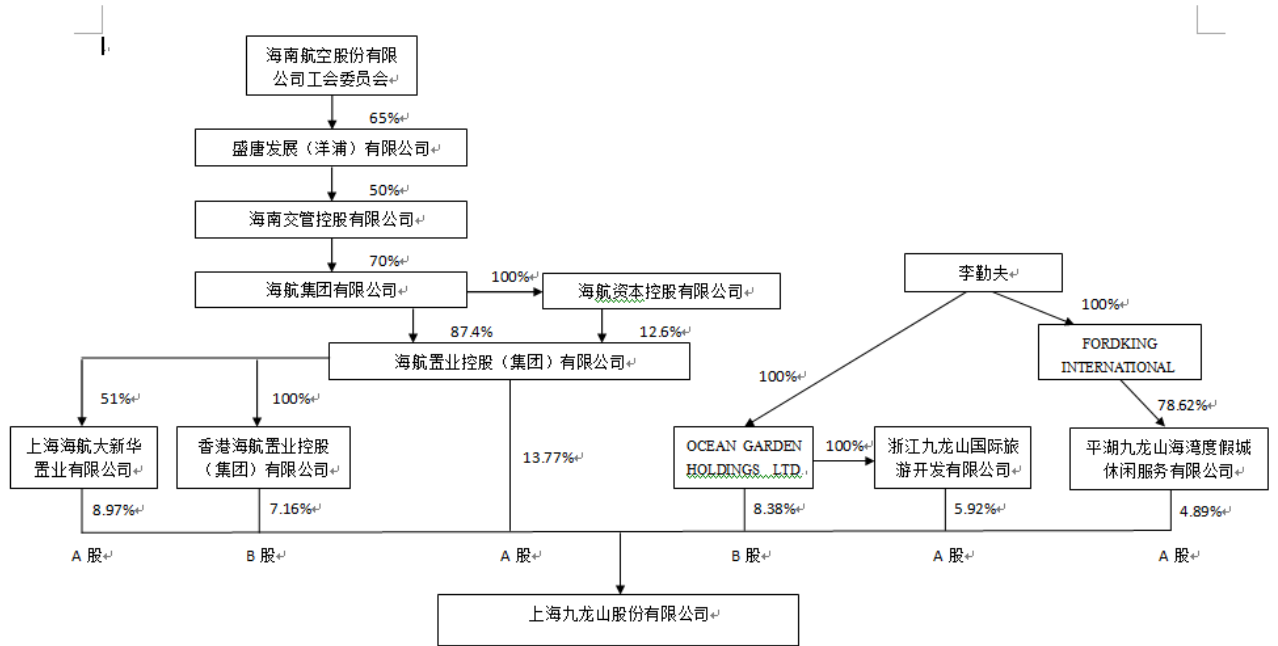 海南航空股份有限
公司工会委员会
65%
盛唐发展（洋浦）有限公司
50%
海南交管控股有限公司
70%
海航集团有限公司
100%
海航资本控股有限公司
李勤夫
100%
87.4%
12.6%
FORDKING
INTERNATIONAL
海航置业控股（集团）有限公司
100%
51%
100%
78.62%
上海海航大新华
置业有限公司
香港海航置业控股
（集团）有限公司
13.77%
OCEAN GARDEN
HOLDINGS LTD.
100%
浙江九龙山国际旅
游开发有限公司
平湖九龙山海湾度假城
休闲服务有限公司
8.97%
7.16%
8.38%
5.92%
4.89%
A 股
B 股
A 股
B 股
A 股
A 股
上海九龙山股份有限公司